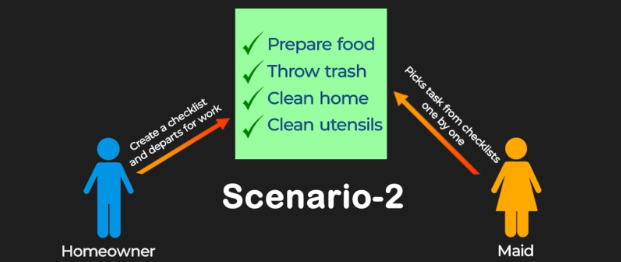 Prepare food
Throw trash
Clean home
Clean utensils
Create a checklist
and departs for work
Picks task from checklists
one by one
Scenario-2
Homeowner
Maid